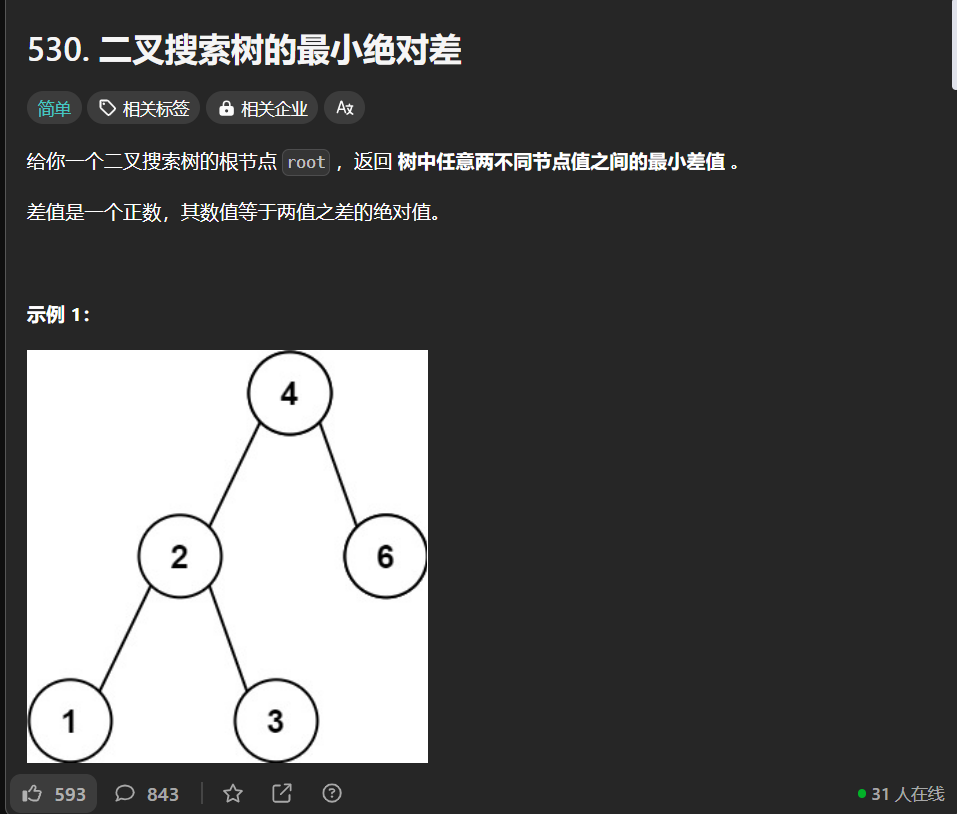 530. 二叉搜索树的最小绝对差
简单 相关标签 相关企业
给你一个二叉搜索树的根节点 root ，返回 树中任意两不同节点值之间的最小差值 。
差值是一个正数，其数值等于两值之差的绝对值。
示例 1：
4
2 6
1 3
593 843 31 人在线